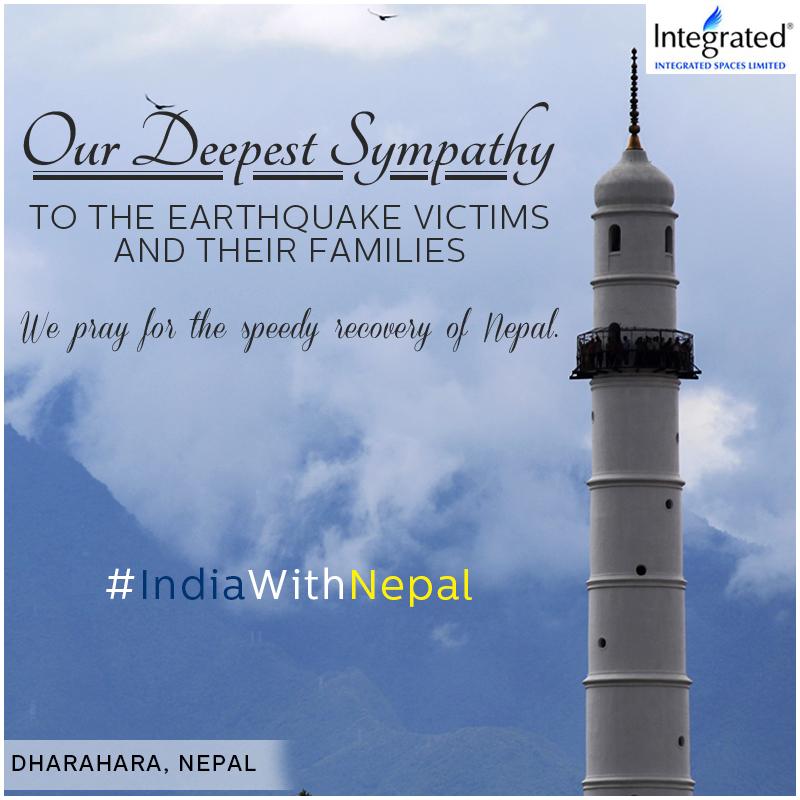 Integrated®
INTEGRATED SPACES LIMITED
Our Deepest Sympathy
TO THE EARTHQUAKE VICTIMS
AND THEIR FAMILIES
We pray for the speedy recovery of Nepal.
#IndiaWithNepal
DHARAHARA, NEPAL